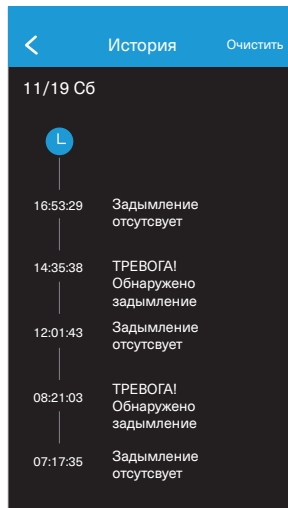 История
Очистить
11/19 Сб
16:53:29 Задымление
отсутсвует
14:35:38 ТРЕВОГА!
Обнаружено
задымление
12:01:43 Задымление
отсутсвует
08:21:03 ТРЕВОГА!
Обнаружено
задымление
07:17:35 Задымление
отсутсвует